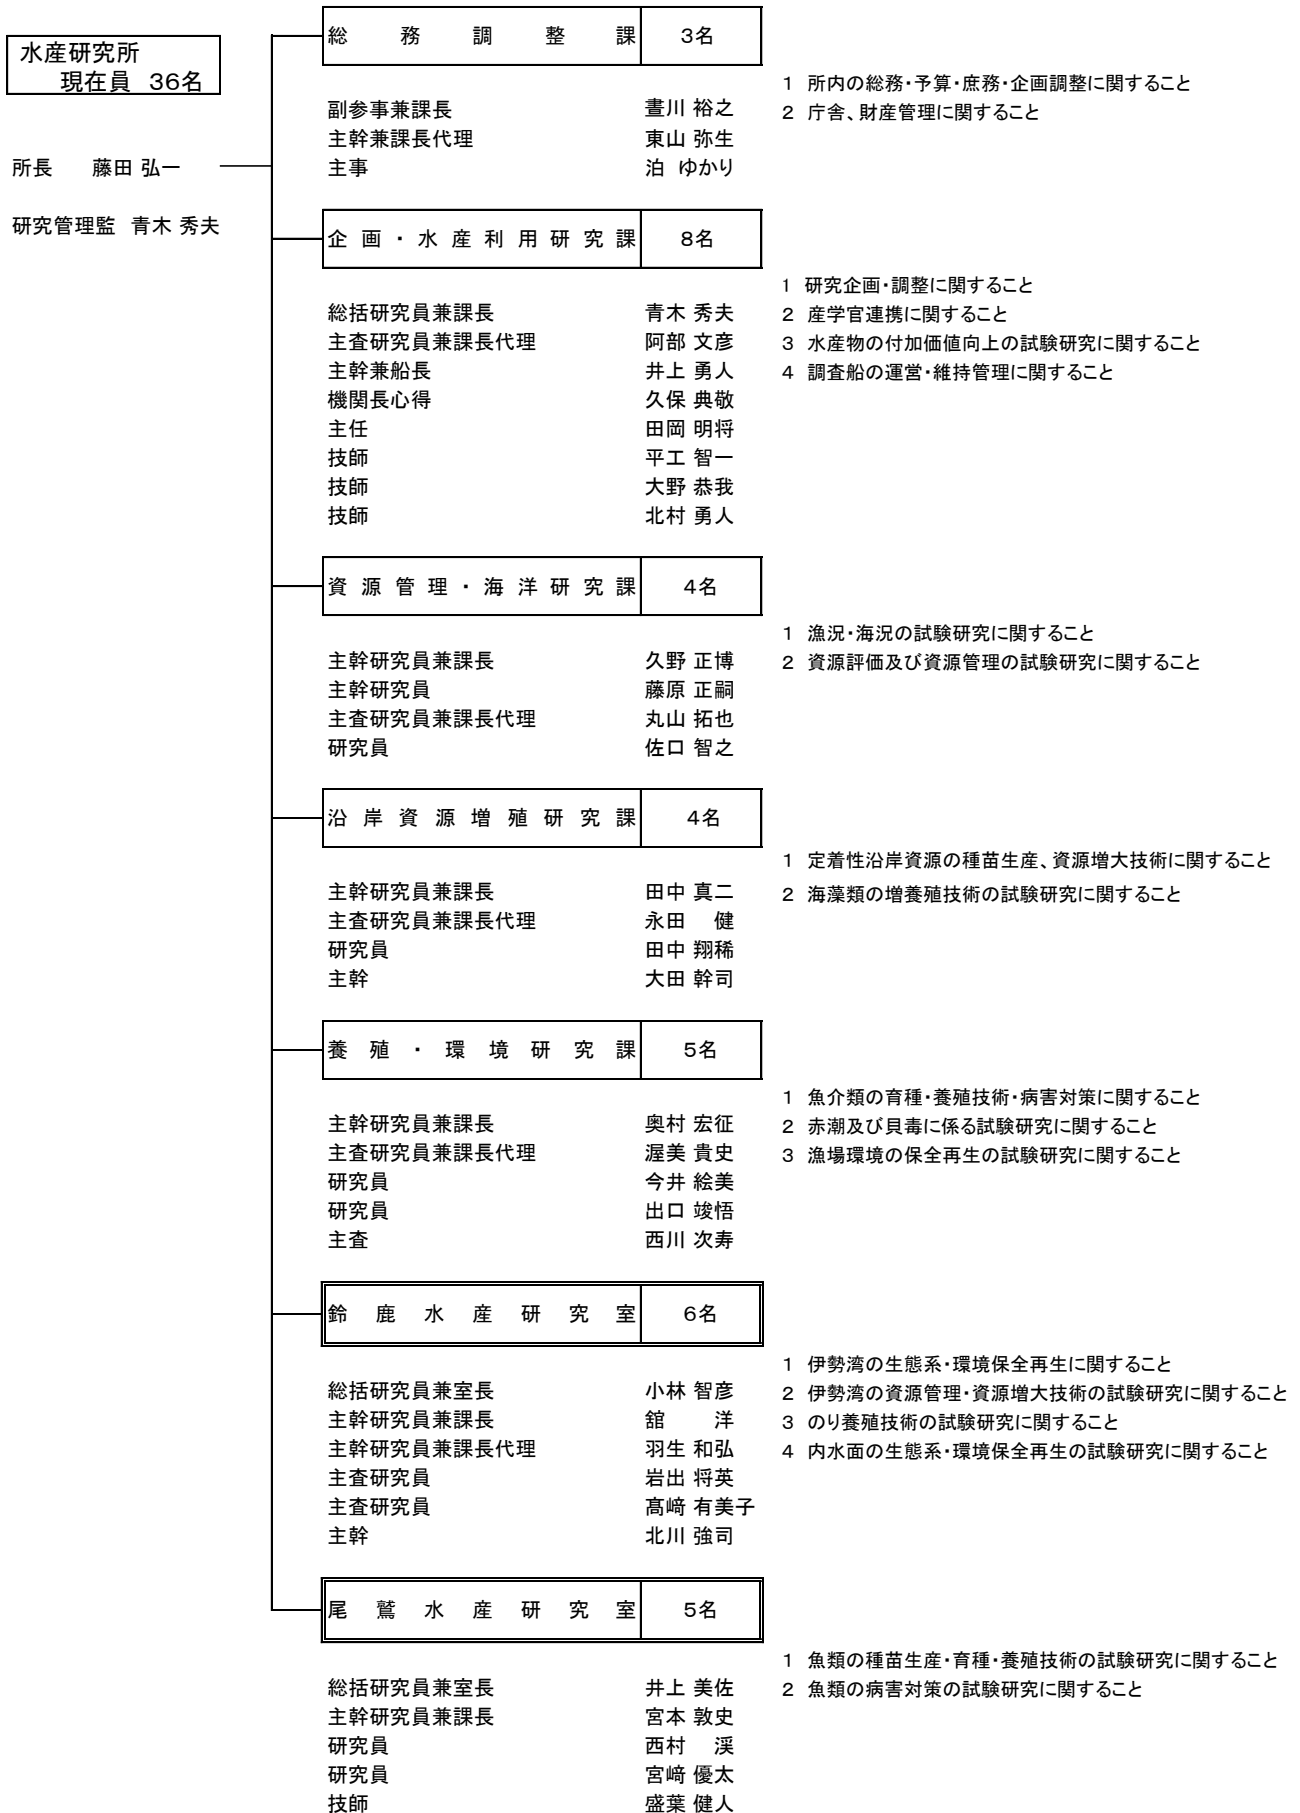 水産研究所
現在員 36名
所長 藤田 弘一
研究管理監 青木 秀夫
総務調整課 3名
1 所内の総務・予算・庶務・企画調整に関すること
副参事兼課長 晝川 裕之
2 庁舎、財産管理に関すること
主幹兼課長代理 東山 弥生
主事 泊 ゆかり
企画・水産利用研究課 8名
1 研究企画・調整に関すること
総括研究員兼課長 青木 秀夫
2 産学官連携に関すること
主査研究員兼課長代理 阿部 文彦
3 水産物の付加価値向上の試験研究に関すること
主幹兼船長 井上 勇人
4 調査船の運営・維持管理に関すること
機関長心得 久保 典敬
主任 田岡 明将
技師 平工 智一
技師 大野 恭我
技師 北村 勇人
資源管理・海洋研究課 4名
1 漁況・海況の試験研究に関すること
主幹研究員兼課長 久野 正博
2 資源評価及び資源管理の試験研究に関すること
主幹研究員 藤原 正嗣
主査研究員兼課長代理 丸山 拓也
研究員 佐口 智之
沿岸資源増殖研究課 4名
1 定着性沿岸資源の種苗生産、資源増大技術に関すること
主幹研究員兼課長 田中 真二
2 海藻類の増養殖技術の試験研究に関すること
主査研究員兼課長代理 永田 健
研究員 田中 翔稀
主幹 大田 幹司
養殖・環境研究課 5名
1 魚介類の育種・養殖技術・病害対策に関すること
主幹研究員兼課長 奥村 宏征
2 赤潮及び貝毒に係る試験研究に関すること
主査研究員兼課長代理 渥美 貴史
3 漁場環境の保全再生の試験研究に関すること
研究員 今井 絵美
研究員 出口 竣悟
主査 西川 次寿
鈴鹿水産研究室 6名
1 伊勢湾の生態系・環境保全再生に関すること
総括研究員兼室長 小林 智彦
2 伊勢湾の資源管理・資源増大技術の試験研究に関すること
主幹研究員兼課長 舘 洋
3 のり養殖技術の試験研究に関すること
主幹研究員兼課長代理 羽生 和弘
4 内水面の生態系・環境保全再生の試験研究に関すること
主査研究員 岩出 将英
主査研究員 髙﨑 有美子
主幹 北川 強司
尾鷲水産研究室 5名
1 魚類の種苗生産・育種・養殖技術の試験研究に関すること
総括研究員兼室長 井上 美佐
2 魚類の病害対策の試験研究に関すること
主幹研究員兼課長 宮本 敦史
研究員 西村 渓
研究員 宮﨑 優太
技師 盛葉 健人